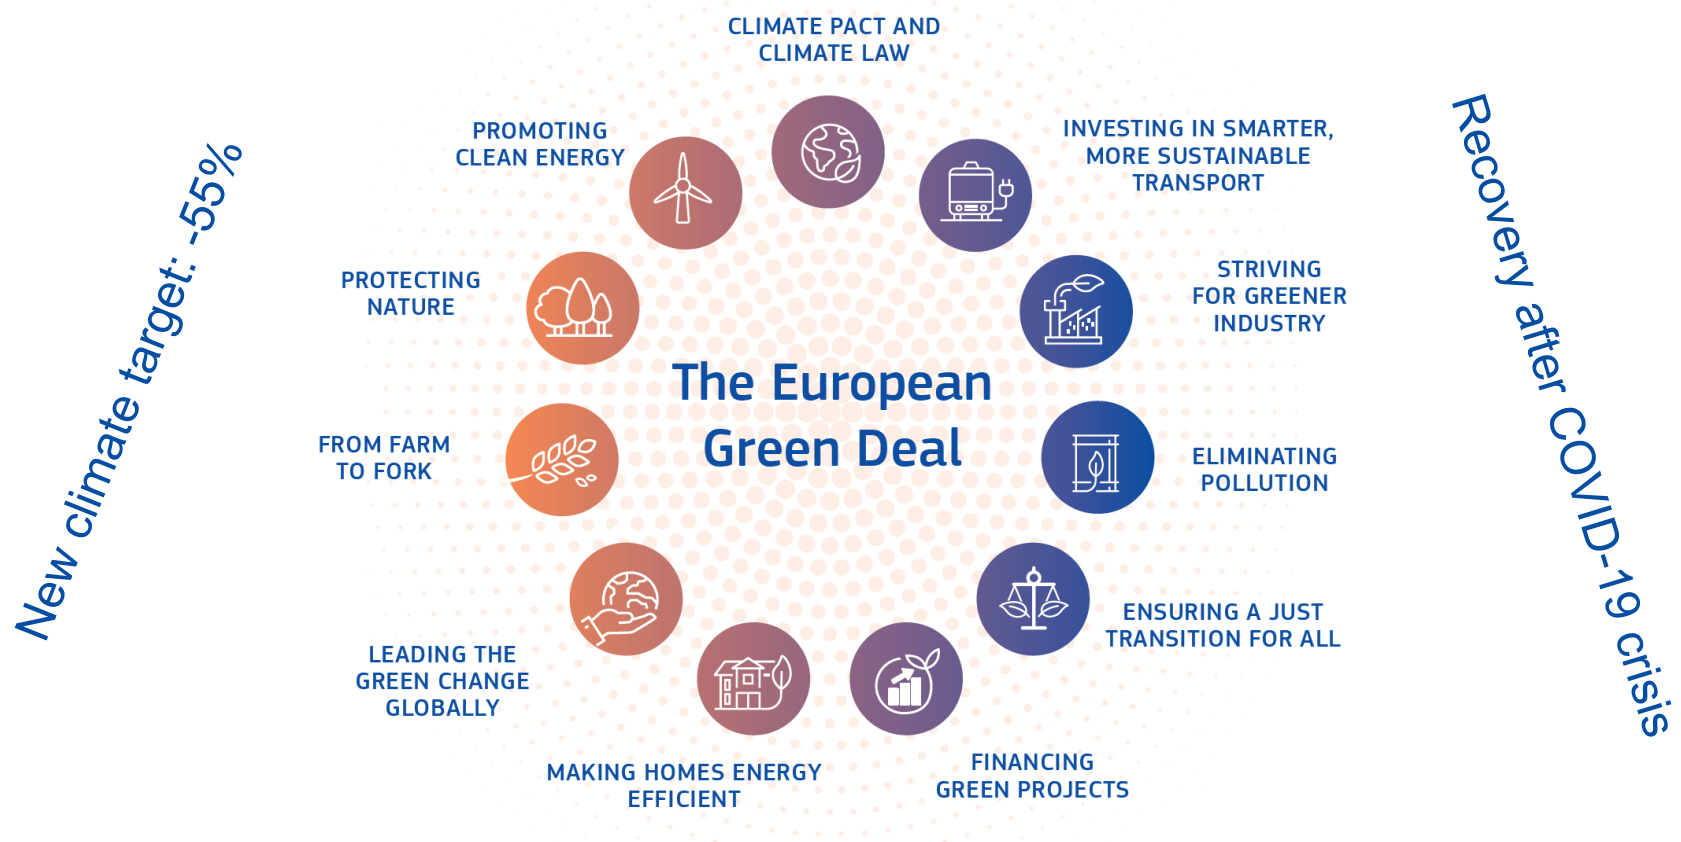 CLIMATE PACT AND
CLIMATE LAW
PROMOTING
CLEAN ENERGY
INVESTING IN SMARTER,
MORE SUSTAINABLE
TRANSPORT
PROTECTING
NATURE
STRIVING
FOR GREENER
INDUSTRY
The European
Green Deal
FROM FARM
TO FORK
ELIMINATING
POLLUTION
LEADING THE
GREEN CHANGE
GLOBALLY
ENSURING A JUST
TRANSITION FOR ALL
MAKING HOMES ENERGY
EFFICIENT
FINANCING
GREEN PROJECTS
New climate target: -55%
Recovery after COVID-19 crisis